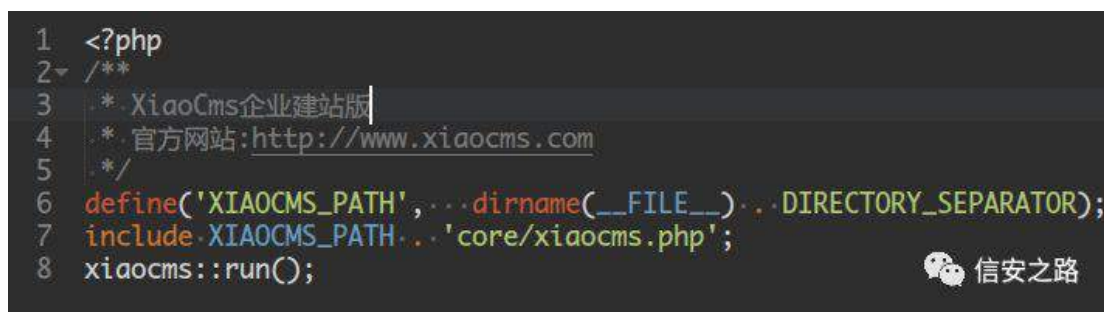 1 <?php
2 /**
3 * XiaoCms企业建站版
4 * 官方网站:http://www.xiaocms.com
5 */
6 define('XIAOCMS_PATH', dirname(__FILE__) . DIRECTORY_SEPARATOR);
7 include XIAOCMS_PATH . 'core/xiaocms.php';
8 xiaocms::run();
信安之路